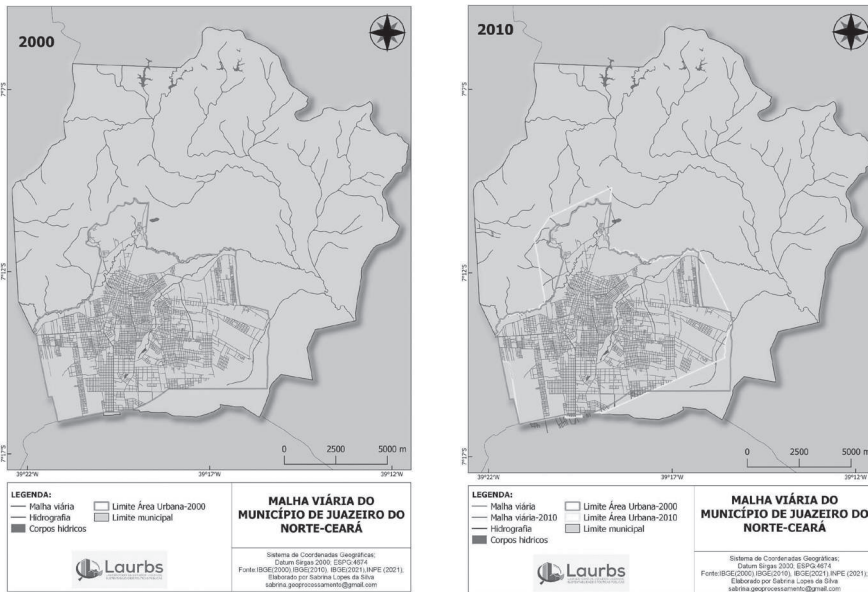 2000
7°7'S
7°12'S
7°17'S
0 2500 5000 m
39°22'W 39°17'W 39°12'W
LEGENDA:
Malha viária
Hidrografia
Corpos hídricos
Limite Área Urbana-2000
Limite municipal
Laurbs
MALHA VIÁRIA DO
MUNICÍPIO DE JUAZEIRO DO
NORTE-CEARÁ
Sistema de Coordenadas Geográficas;
Datum Sirgas 2000, ESPG:4674
Fonte:IBGE(2000),IBGE(2010), IBGE(2021),INPE (2021);
Elaborado por Sabrina Lopes da Silva
sabrina.geoprocessamento@gmail.com
2010
7°7'S
7°12'S
7°17'S
0 2500 5000 m
39°22'W 39°17'W 39°12'W
LEGENDA:
Malha viária
Malha viária-2010
Hidrografia
Corpos hídricos
Limite Área Urbana-2000
Limite Área Urbana-2010
Limite municipal
Laurbs
MALHA VIÁRIA DO
MUNICÍPIO DE JUAZEIRO DO
NORTE-CEARÁ
Sistema de Coordenadas Geográficas;
Datum Sirgas 2000, ESPG:4674
Fonte:IBGE(2000),IBGE(2010), IBGE(2021),INPE (2021);
Elaborado por Sabrina Lopes da Silva
sabrina.geoprocessamento@gmail.com